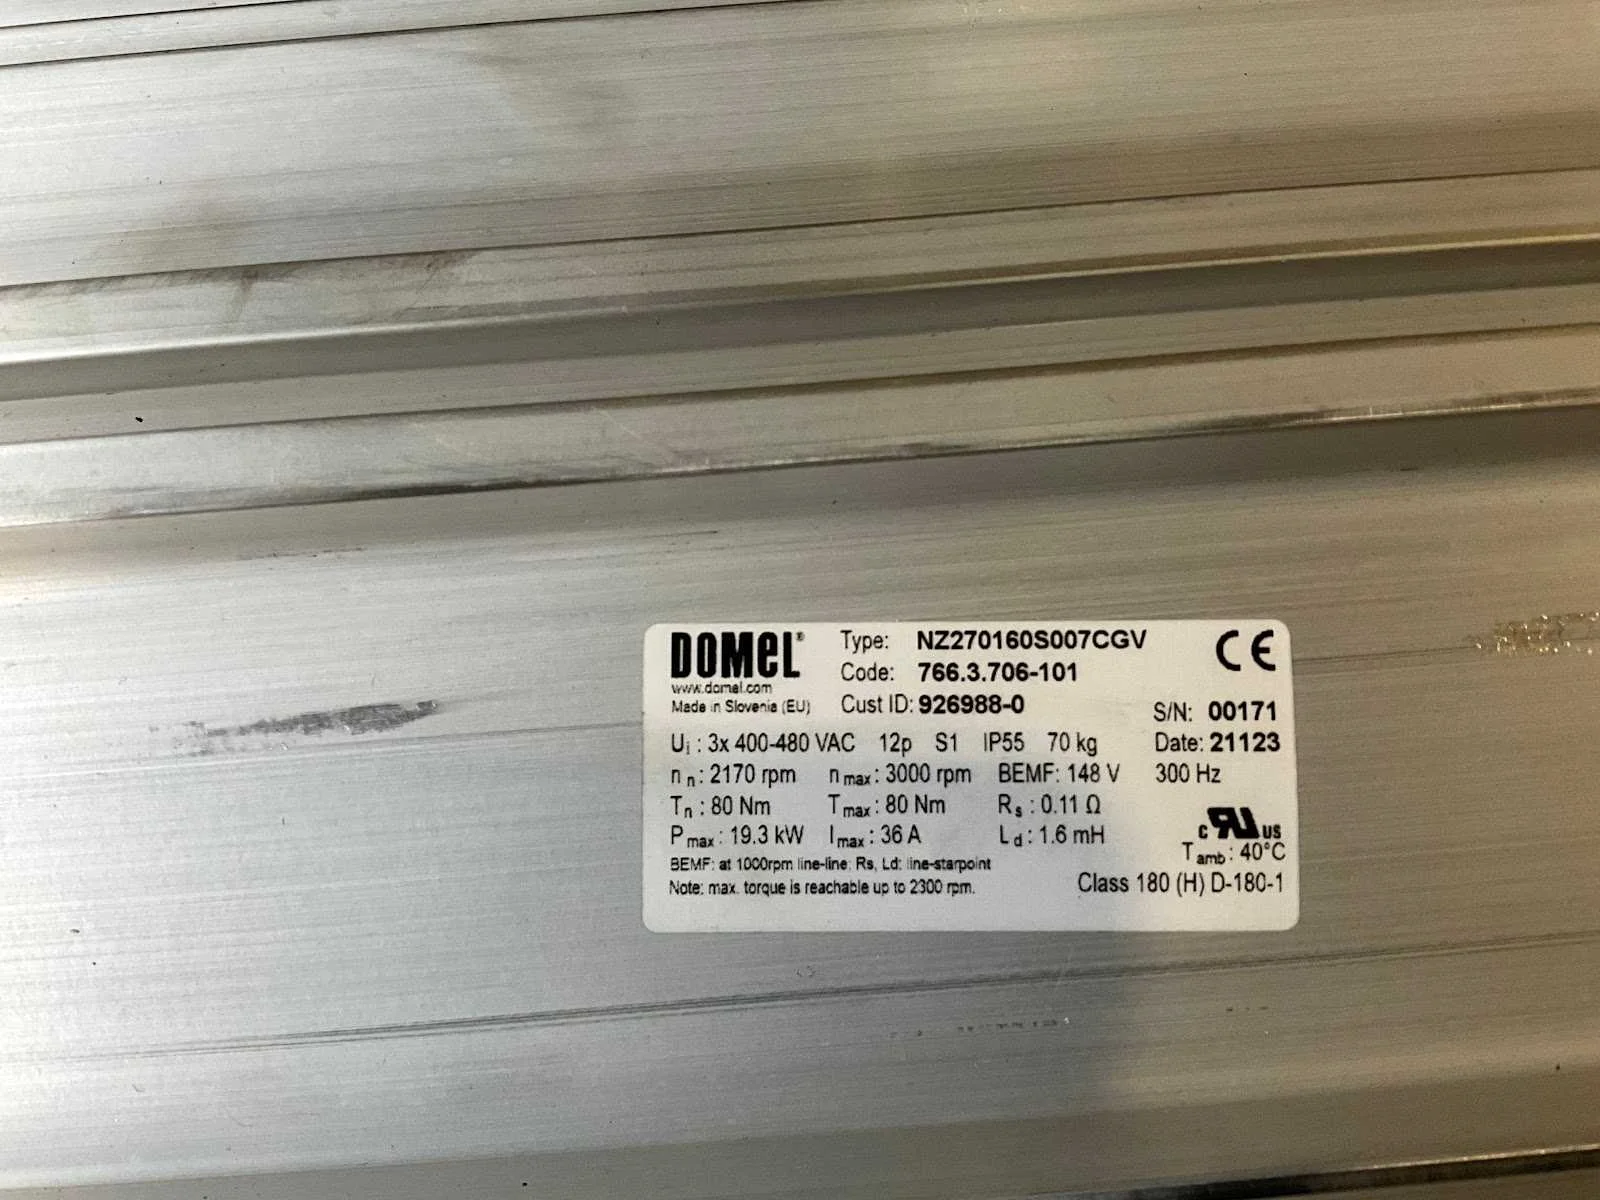 DOMEL®
www.domel.com
Made in Slovenia (EU)
Type: NZ270160S007CGV
Code: 766.3.706-101
Cust ID: 926988-0
CE
S/N: 00171
Date: 21123
Ui : 3x 400-480 VAC 12p S1 IP55 70 kg
n n : 2170 rpm n max : 3000 rpm BEMF: 148 V 300 Hz
Tn : 80 Nm Tmax : 80 Nm Rs : 0.11 Ω
Pmax : 19.3 kW Imax : 36 A Ld : 1.6 mH
c RU us
Tamb : 40°C
BEMF: at 1000rpm line-line; Rs, Ld: line-starpoint
Note: max. torque is reachable up to 2300 rpm.
Class 180 (H) D-180-1